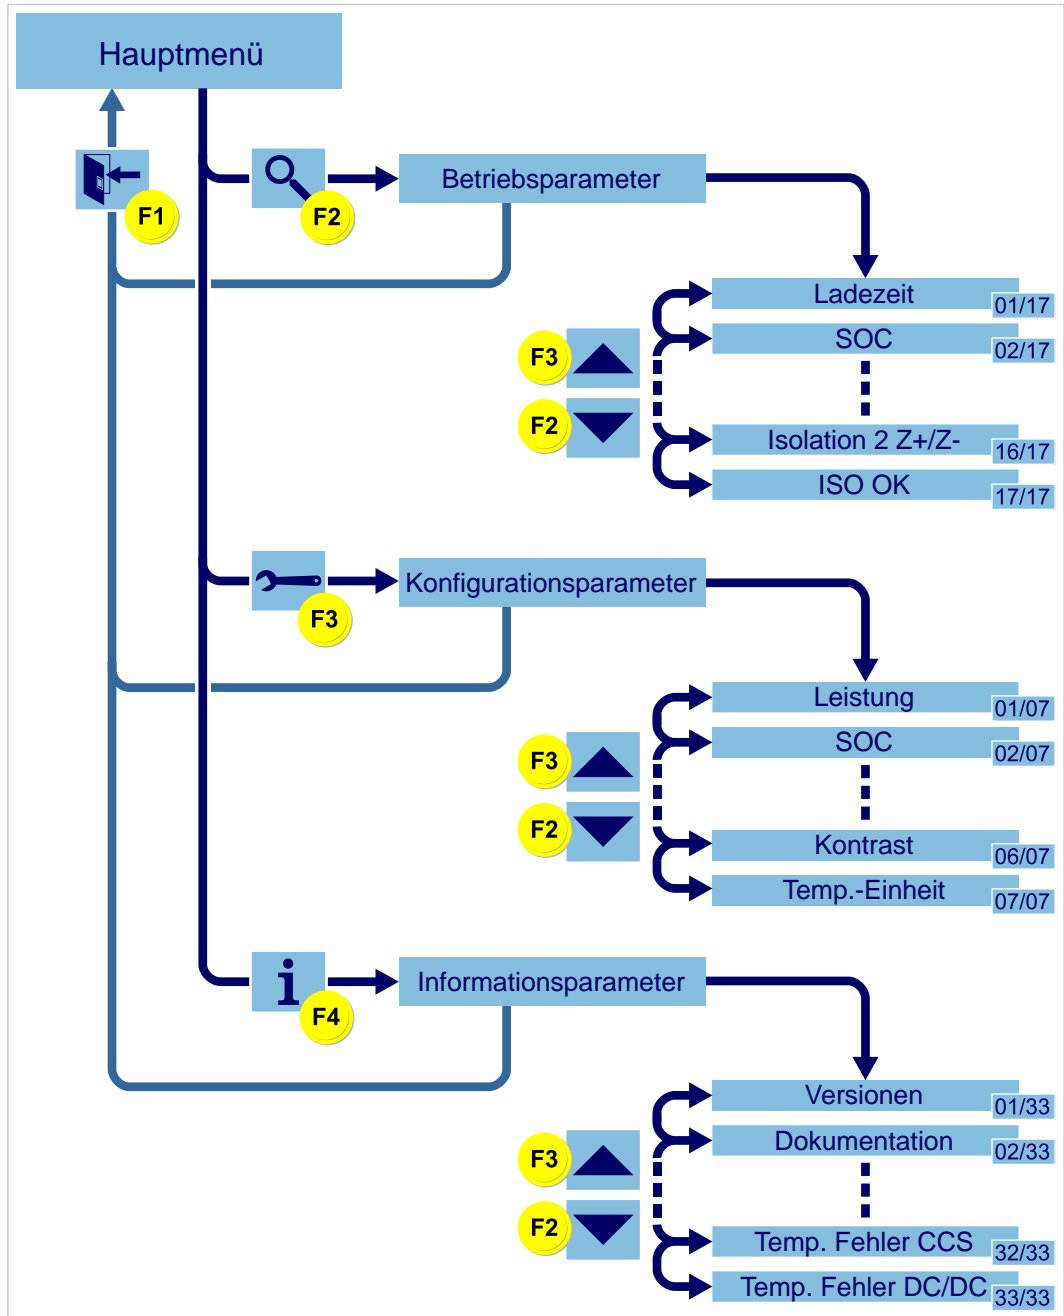 Hauptmenü
F1
F2
Betriebsparameter
Ladezeit
01/17
SOC
02/17
F3
F2
Isolation 2 Z+/Z-
16/17
ISO OK
17/17
F3
Konfigurationsparameter
Leistung
01/07
SOC
02/07
F3
F2
Kontrast
06/07
Temp.-Einheit
07/07
i
F4
Informationsparameter
Versionen
01/33
Dokumentation
02/33
F3
F2
Temp. Fehler CCS
32/33
Temp. Fehler DC/DC
33/33